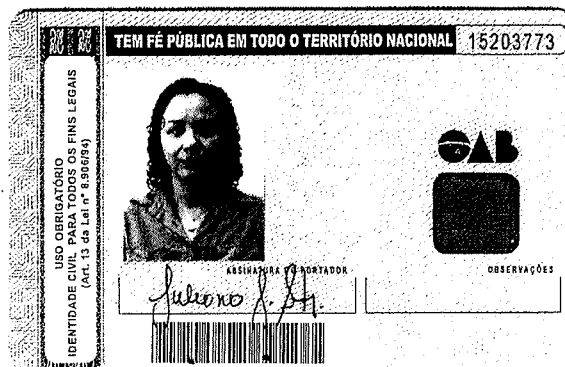 TEM FÉ PÚBLICA EM TODO O TERRITÓRIO NACIONAL 15203773
USO OBRIGATÓRIO
IDENTIDADE CIVIL PARA TODOS OS FINS LEGAIS
(Art. 13 da Lei n° 8.906/94)
OAB
ASSINATURA DO PORTADOR
OBSERVAÇÕES